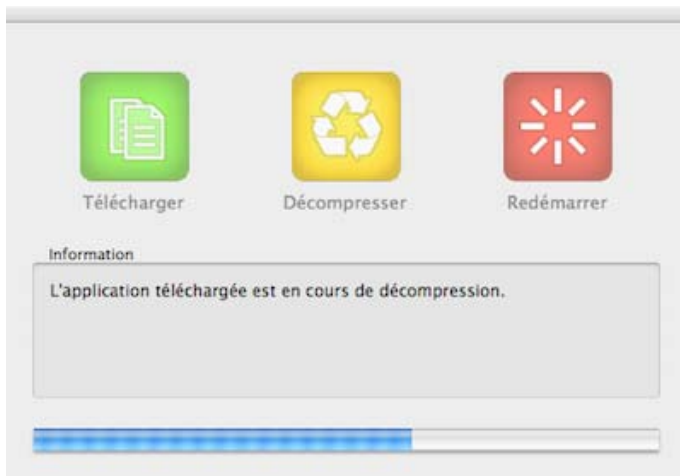 Télécharger
Décompresser
Redémarrer
Information
L'application téléchargée est en cours de décompression.